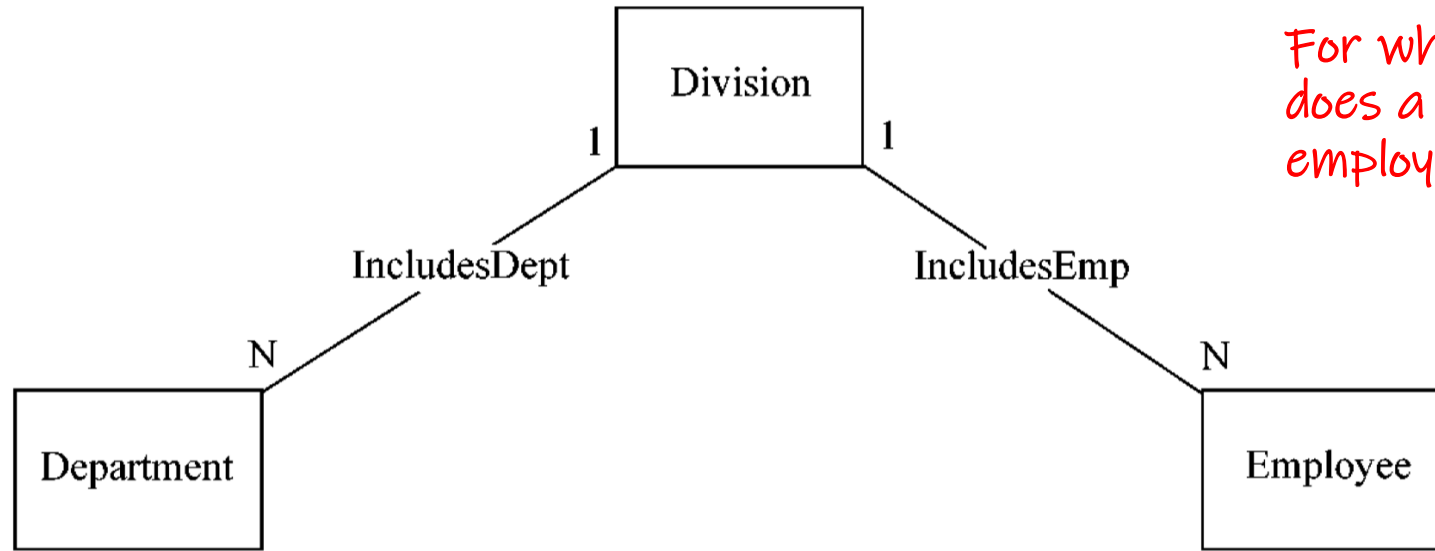 Division
For
does a
1 1
IncludesDept IncludesEmp
N N
Department Employee